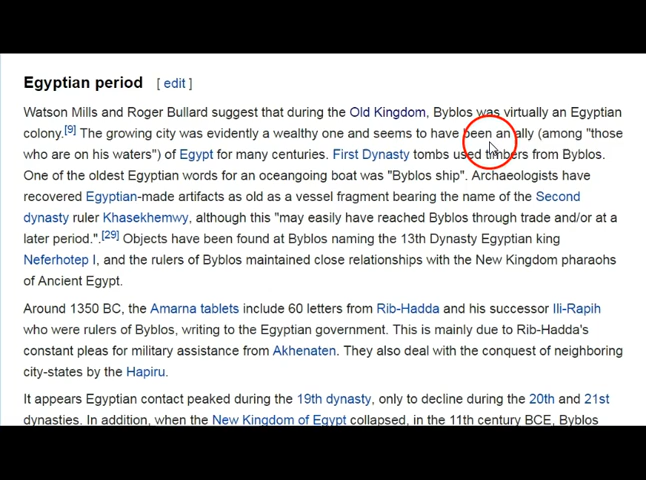 Egyptian period [ edit ]
Watson Mills and Roger Bullard suggest that during the Old Kingdom, Byblos was virtually an Egyptian
colony.[9] The growing city was evidently a wealthy one and seems to have been an ally (among "those
who are on his waters") of Egypt for many centuries. First Dynasty tombs used timbers from Byblos.
One of the oldest Egyptian words for an oceangoing boat was "Byblos ship". Archaeologists have
recovered Egyptian-made artifacts as old as a vessel fragment bearing the name of the Second
dynasty ruler Khasekhemwy, although this "may easily have reached Byblos through trade and/or at a
later period.".[29] Objects have been found at Byblos naming the 13th Dynasty Egyptian king
Neferhotep I, and the rulers of Byblos maintained close relationships with the New Kingdom pharaohs
of Ancient Egypt.
Around 1350 BC, the Amarna tablets include 60 letters from Rib-Hadda and his successor Ili-Rapih
who were rulers of Byblos, writing to the Egyptian government. This is mainly due to Rib-Hadda's
constant pleas for military assistance from Akhenaten. They also deal with the conquest of neighboring
city-states by the Hapiru.
It appears Egyptian contact peaked during the 19th dynasty, only to decline during the 20th and 21st
dynasties. In addition, when the New Kingdom of Egypt collapsed, in the 11th century BCE, Byblos